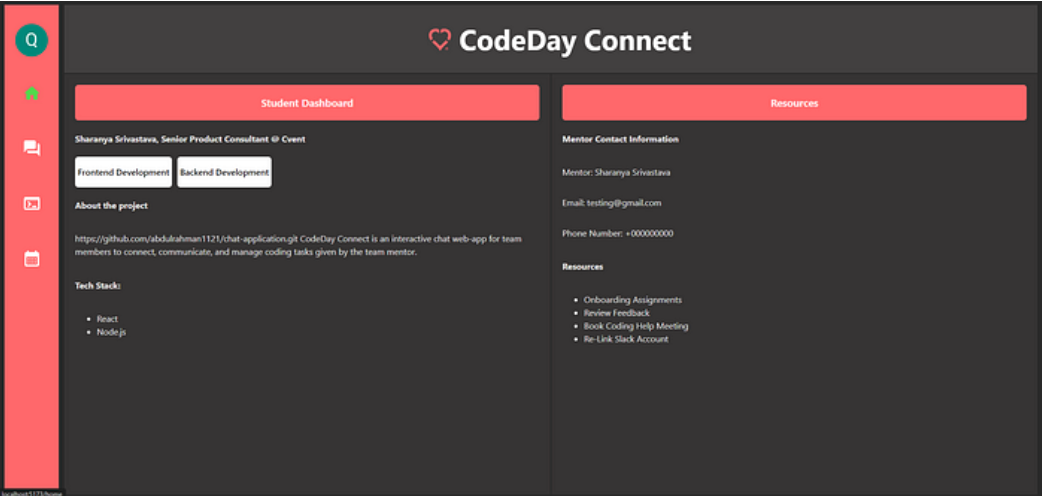 Q
CodeDay Connect
Student Dashboard
Sharanya Srivastava, Senior Product Consultant @ Cvent
Frontend Development
Backend Development
About the project
https://github.com/abdulrahman1121/chat-application.git CodeDay Connect is an interactive chat web-app for team
members to connect, communicate, and manage coding tasks given by the team mentor.
Tech Stack:
• React
• Node.js
Resources
Mentor Contact Information
Mentor: Sharanya Srivastava
Email: testing@gmail.com
Phone Number: +000000000
Resources
• Onboarding Assignments
• Review Feedback
• Book Coding Help Meeting
• Re-Link Slack Account
localhost:5173/home